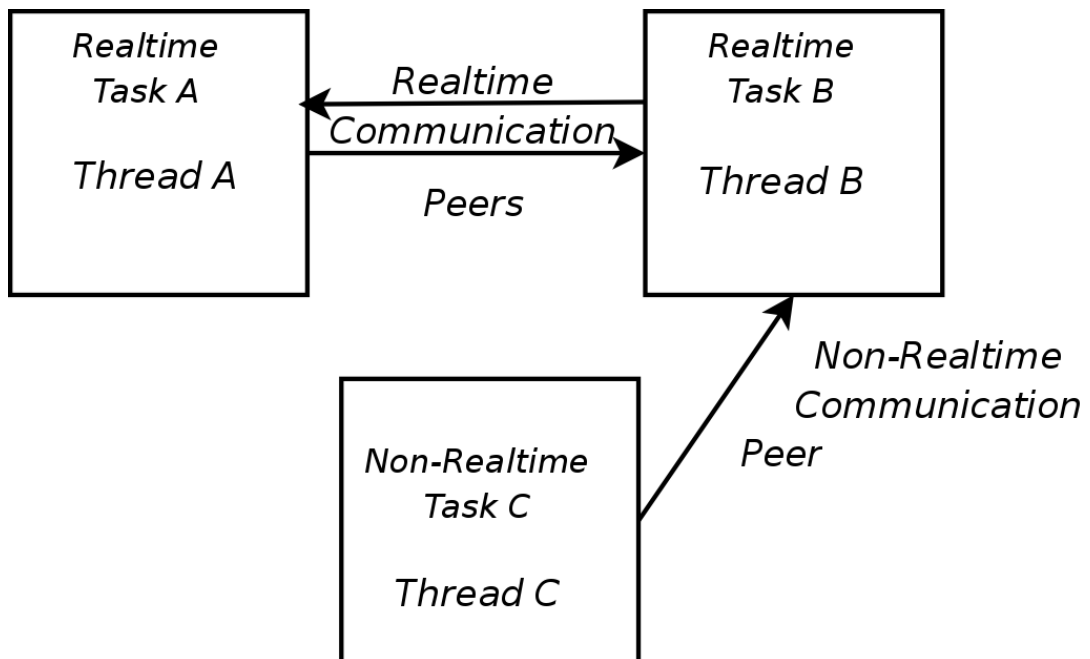 Realtime
Task A
Thread A
Realtime
Communication
Peers
Realtime
Task B
Thread B
Non-Realtime
Communication
Peer
Non-Realtime
Task C
Thread C